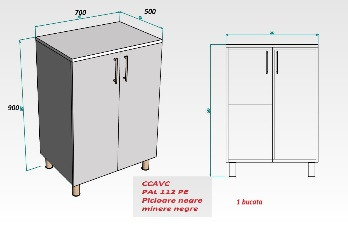 700
500
900
CCAVC
PAL 112 PE
Picioare negre
minere negre
1 bucata